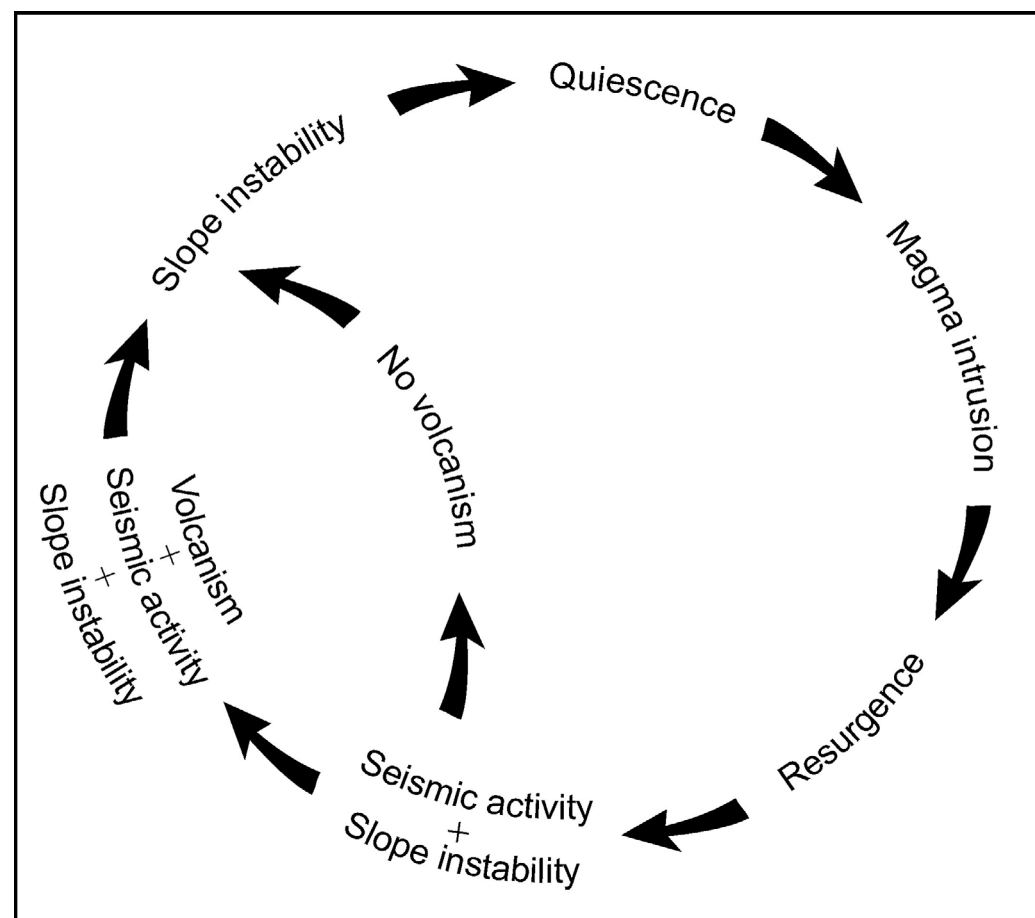 Quiescence
Magma intrusion
Resurgence
Seismic activity
+
Slope instability
Volcanism
+
Seismic activity
+
Slope instability
No volcanism
Slope instability